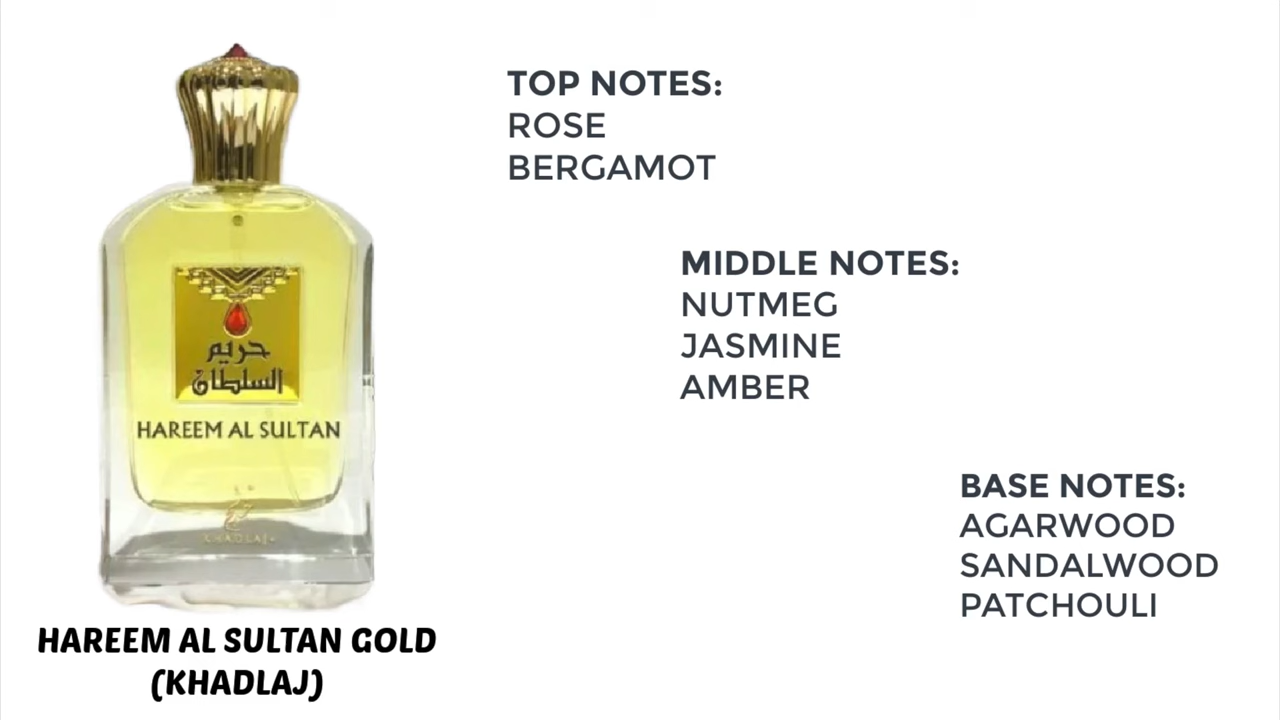 TOP NOTES:
ROSE
BERGAMOT
MIDDLE NOTES:
NUTMEG
JASMINE
AMBER
BASE NOTES:
AGARWOOD
SANDALWOOD
PATCHOULI
حريم
السلطان
HAREEM AL SULTAN
KHADLAJ
HAREEM AL SULTAN GOLD
(KHADLAJ)